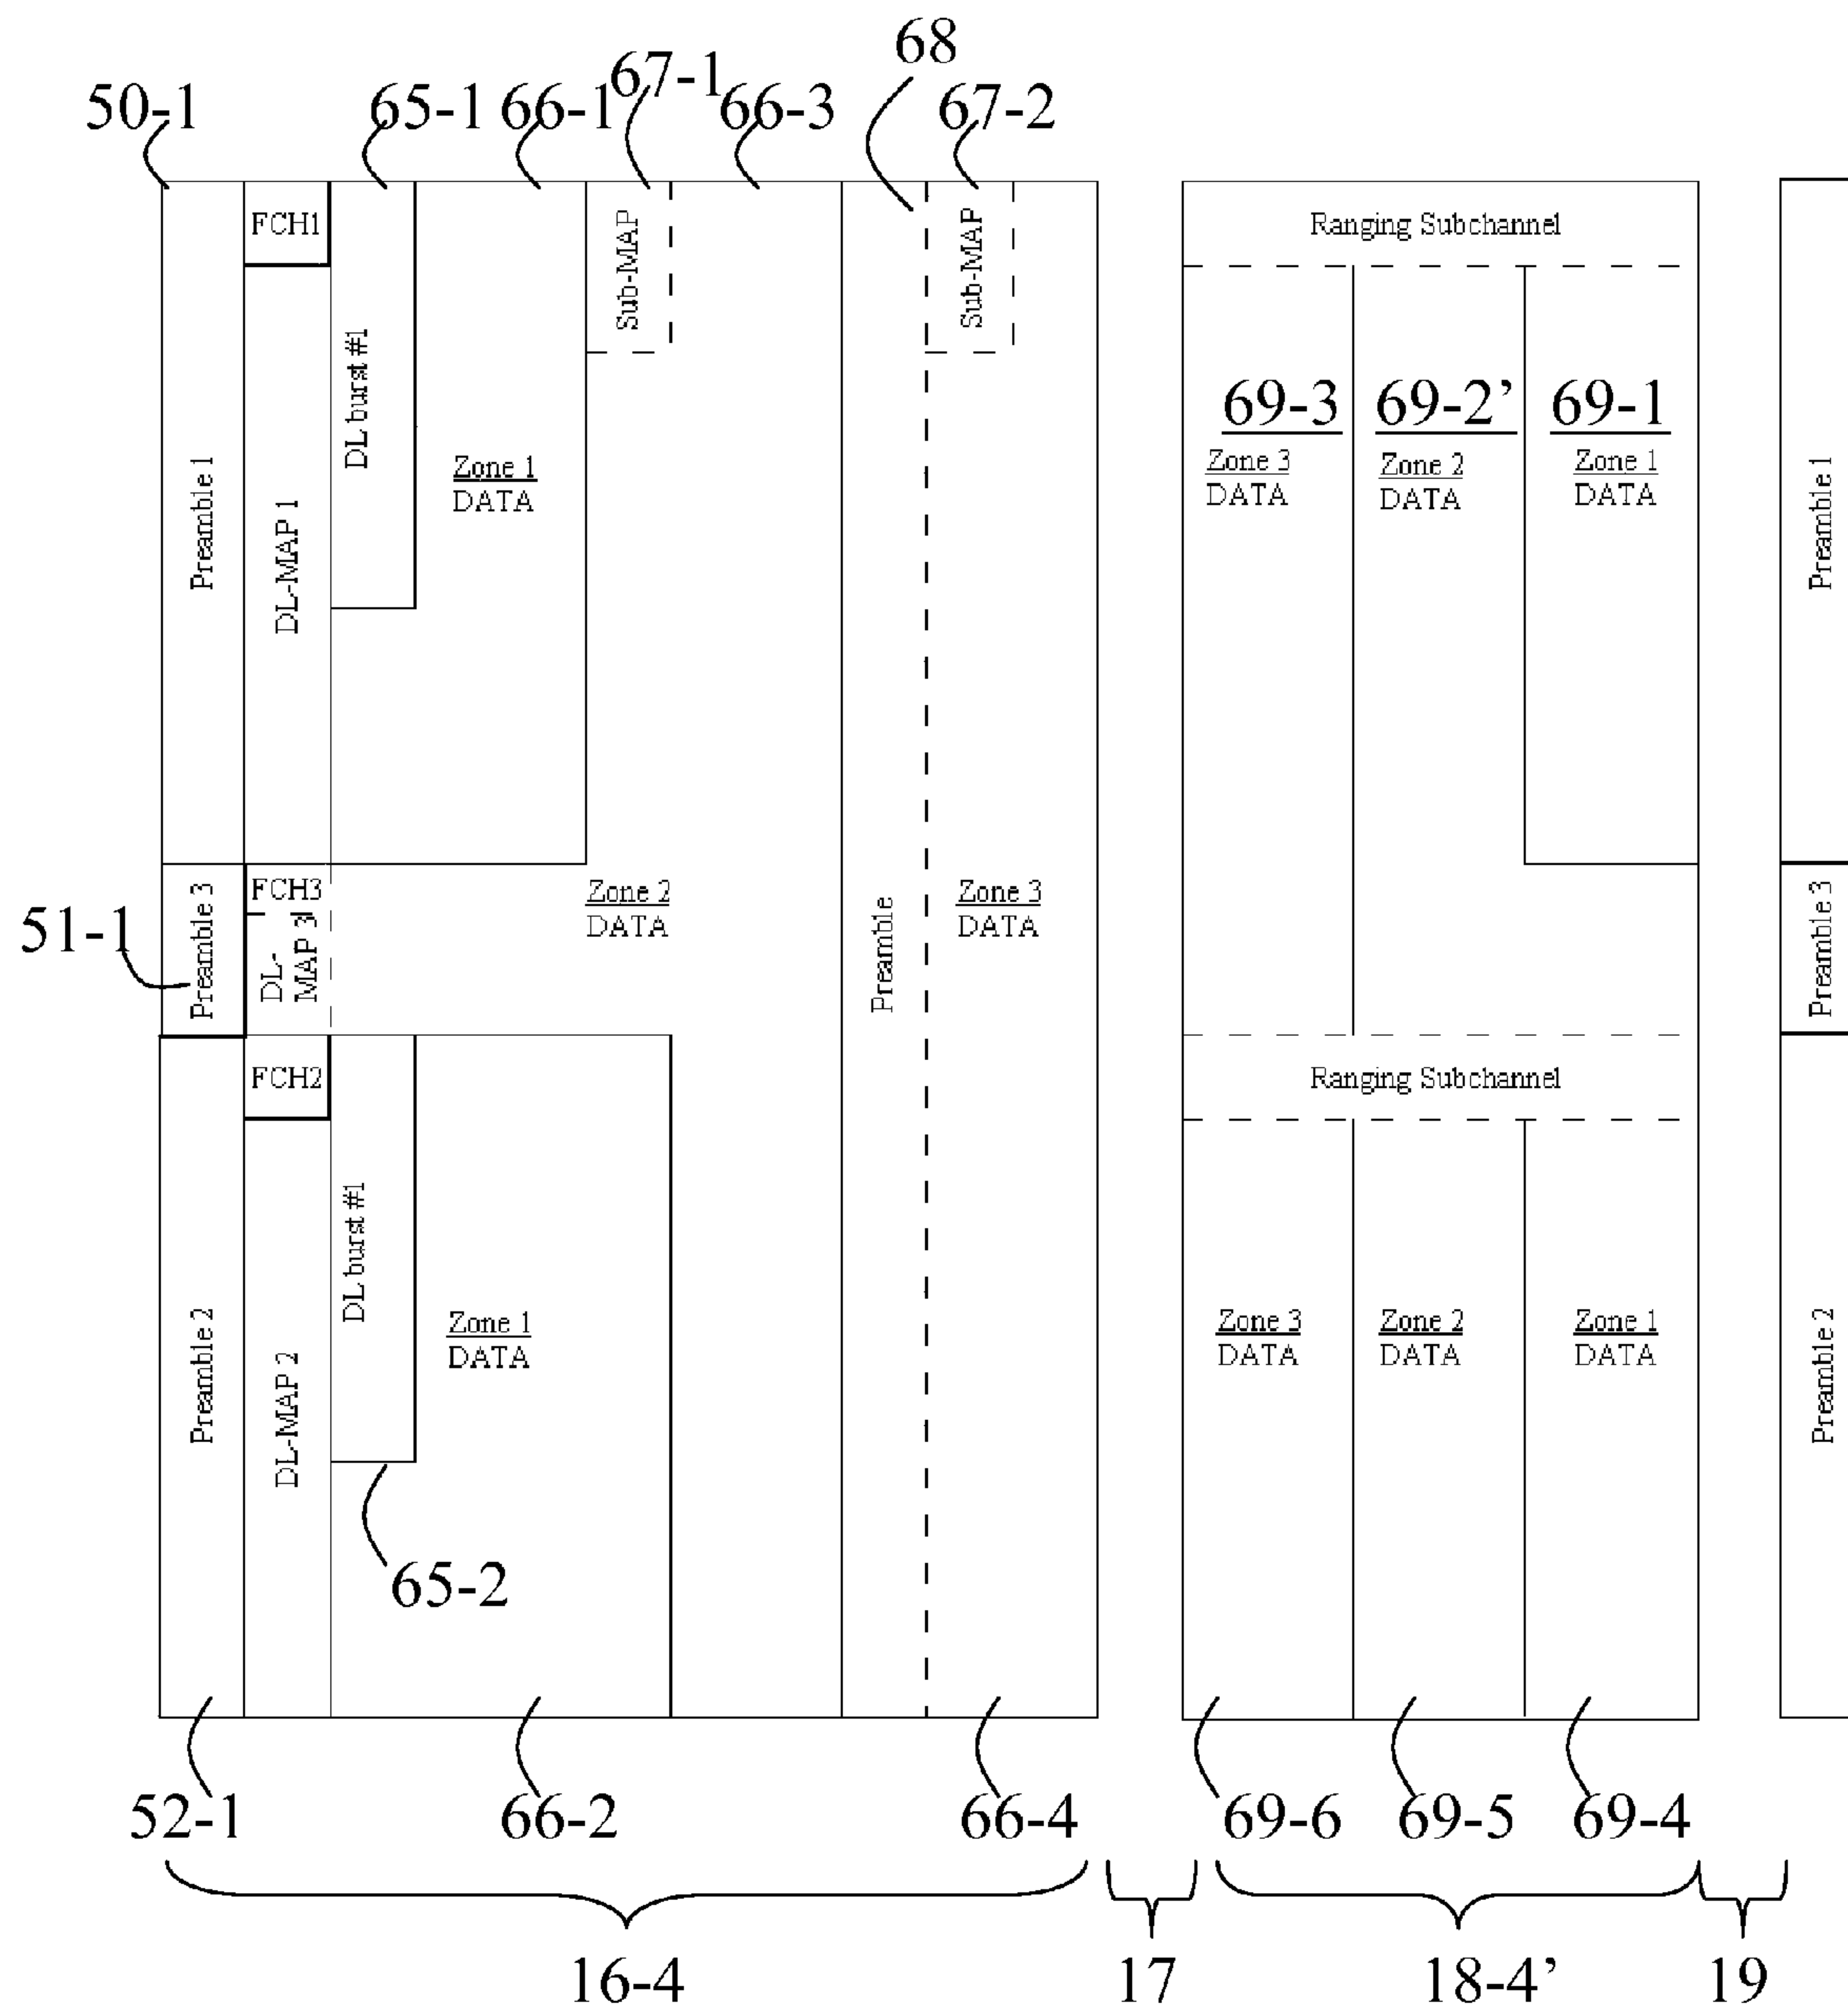 68
67-1
50-1
65-1
66-1
66-3
67-2
FCH1
Sub-MAP
Sub-MAP
Ranging Subchannel
DL burst #1
69-3
69-2’
69-1
Zone 1
DATA
Zone 3
DATA
Zone 2
DATA
Zone 1
DATA
Preamble 1
DL-MAP 1
Preamble 1
51-1
Preamble 3
FCH3
DL-
MAP 3
Zone 2
DATA
Preamble
Zone 3
DATA
Preamble 3
FCH2
Ranging Subchannel
DL burst #1
Preamble 2
DL-MAP 2
Zone 1
DATA
Zone 3
DATA
Zone 2
DATA
Zone 1
DATA
Preamble 2
65-2
52-1
66-2
66-4
69-6
69-5
69-4
16-4
17
18-4’
19